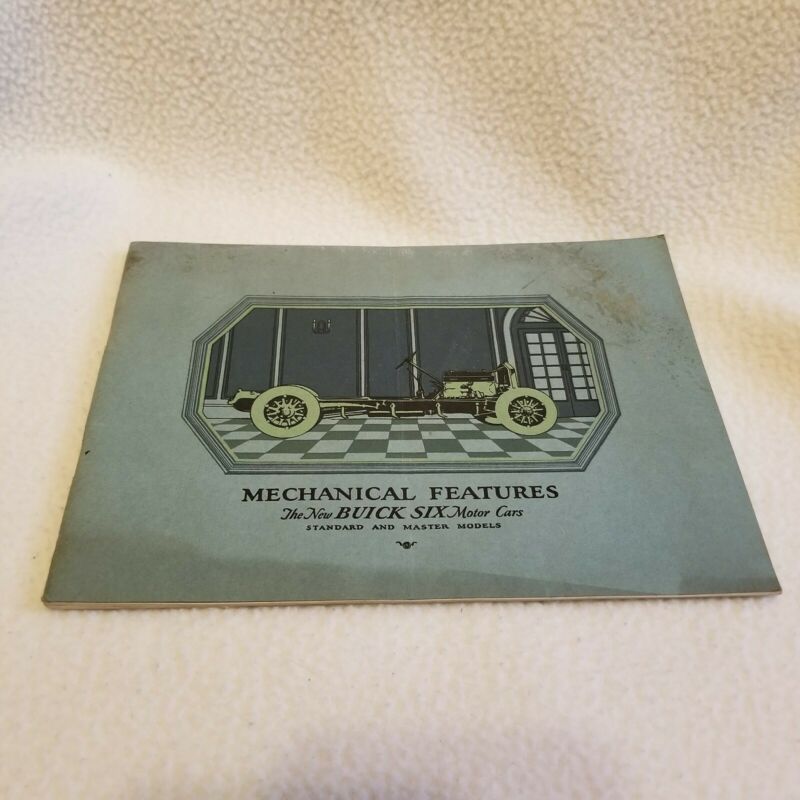 MECHANICAL FEATURES
The New BUICK SIX Motor Cars
STANDARD AND MASTER MODELS